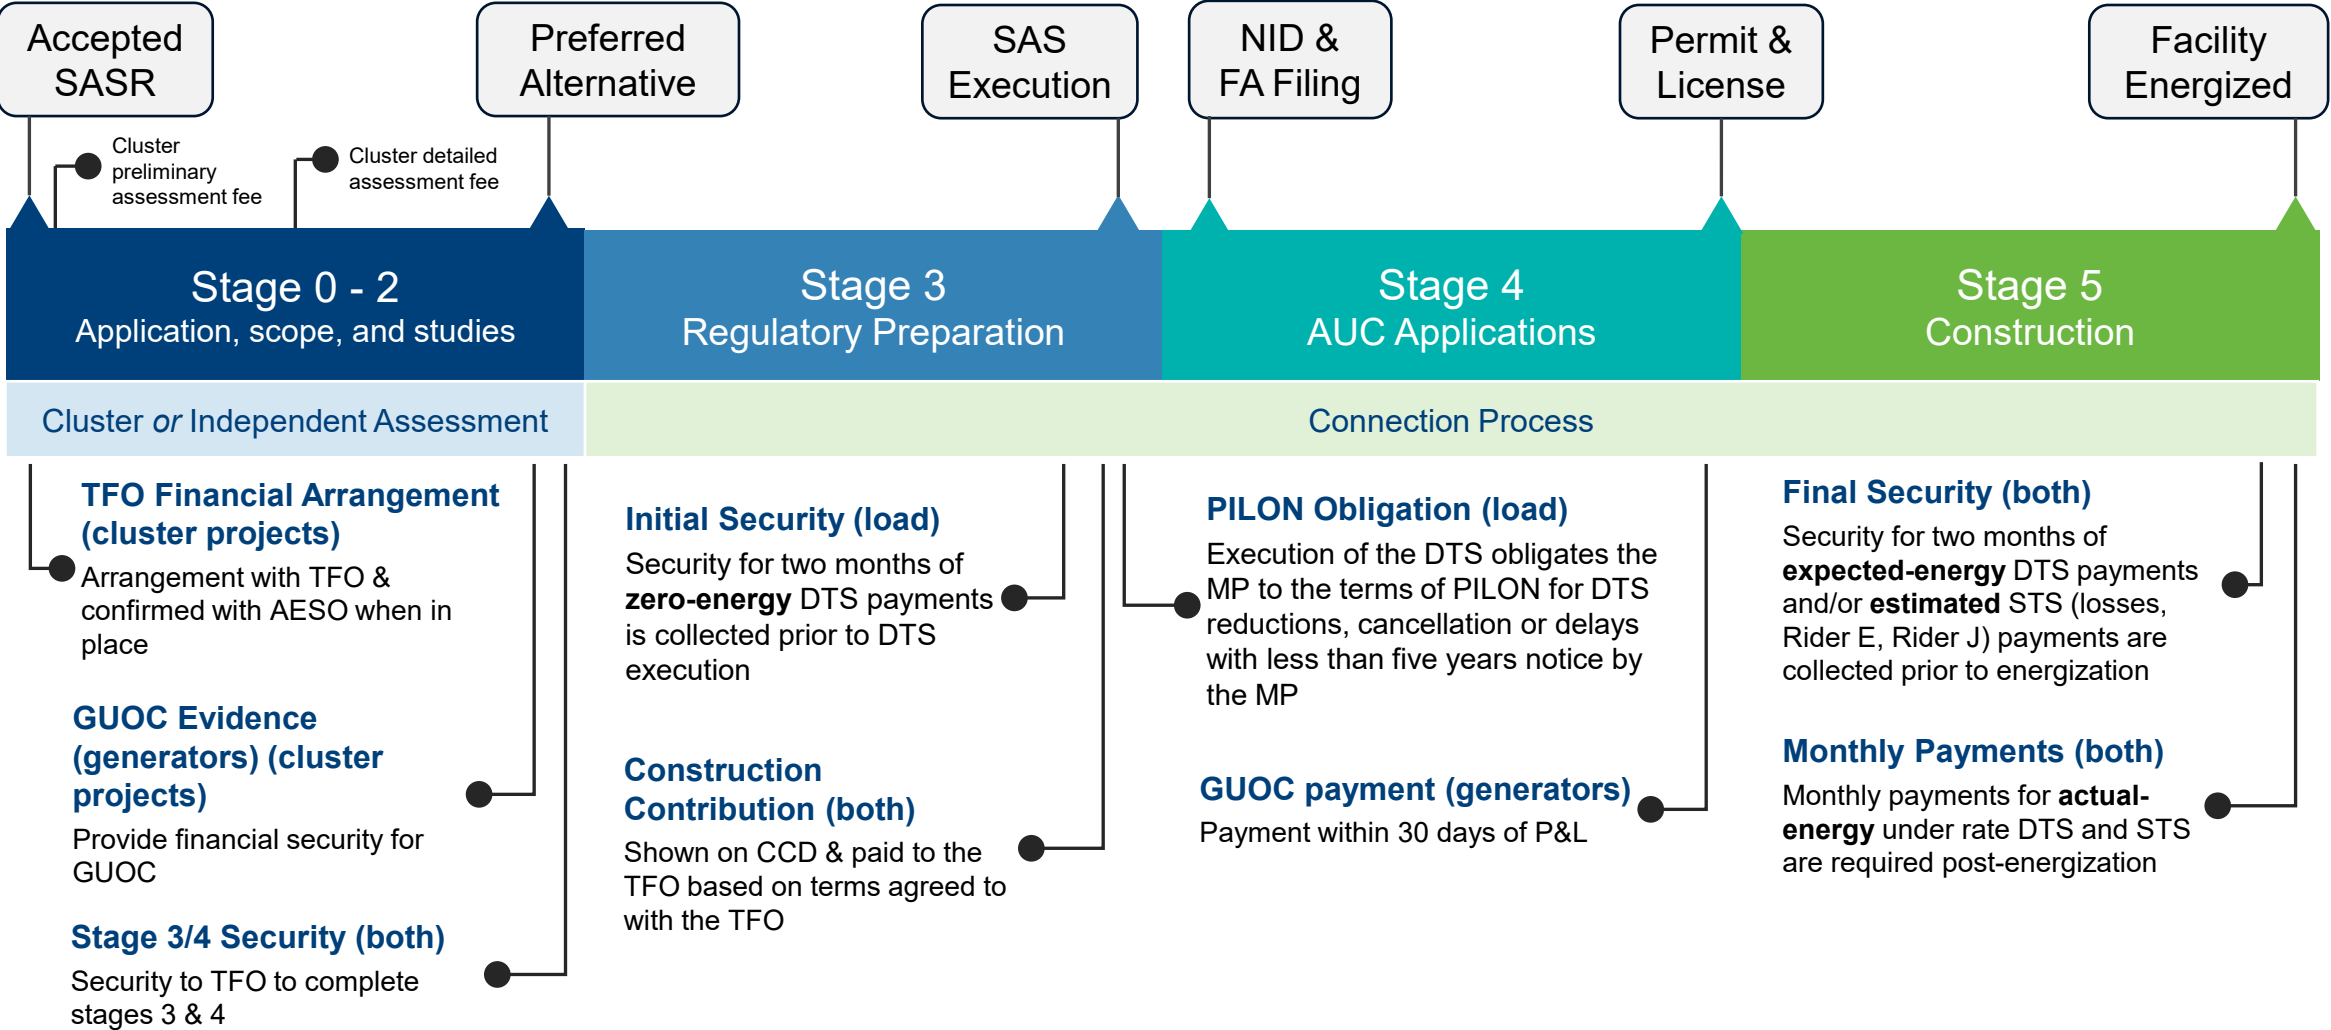 Accepted
SASR
Preferred
Alternative
SAS
Execution
NID &
FA Filing
Permit &
License
Facility
Energized
Cluster
preliminary
assessment fee
Cluster detailed
assessment fee
Stage 0 - 2
Application, scope, and studies
Stage 3
Regulatory Preparation
Stage 4
AUC Applications
Stage 5
Construction
Cluster or Independent Assessment
Connection Process
TFO Financial Arrangement
(cluster projects)
Arrangement with TFO &
confirmed with AESO when in
place
GUOC Evidence
(generators) (cluster
projects)
Provide financial security for
GUOC
Stage 3/4 Security (both)
Security to TFO to complete
stages 3 & 4
Initial Security (load)
Security for two months of
zero-energy DTS payments
is collected prior to DTS
execution
Construction
Contribution (both)
Shown on CCD & paid to the
TFO based on terms agreed to
with the TFO
PILON Obligation (load)
Execution of the DTS obligates the
MP to the terms of PILON for DTS
reductions, cancellation or delays
with less than five years notice by
the MP
GUOC payment (generators)
Payment within 30 days of P&L
Final Security (both)
Security for two months of
expected-energy DTS payments
and/or estimated STS (losses,
Rider E, Rider J) payments are
collected prior to energization
Monthly Payments (both)
Monthly payments for actual-
energy under rate DTS and STS
are required post-energization